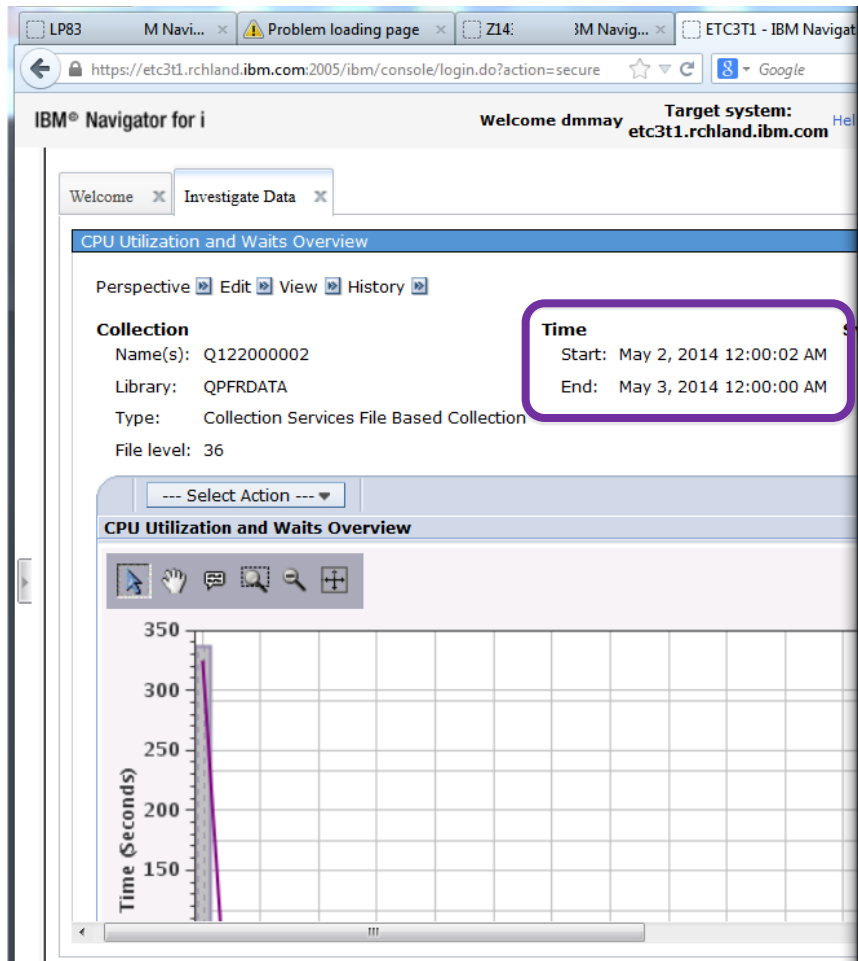 LP83 M Navi... Problem loading page Z14: 3M Navig... ETC3T1 - IBM Navigat
https://etc3t1.rchland.ibm.com:2005/ibm/console/login.do?action=secure 8 Google
IBM® Navigator for i Welcome dmmay Target system: etc3t1.rchland.ibm.com Hel
Welcome Investigate Data
CPU Utilization and Waits Overview
Perspective Edit View History
Collection
Name(s): Q122000002
Library: QPFRDATA
Type: Collection Services File Based Collection
File level: 36
Time
Start: May 2, 2014 12:00:02 AM
End: May 3, 2014 12:00:00 AM
--- Select Action ---
CPU Utilization and Waits Overview
350
300
250
200
150
Time (Seconds)